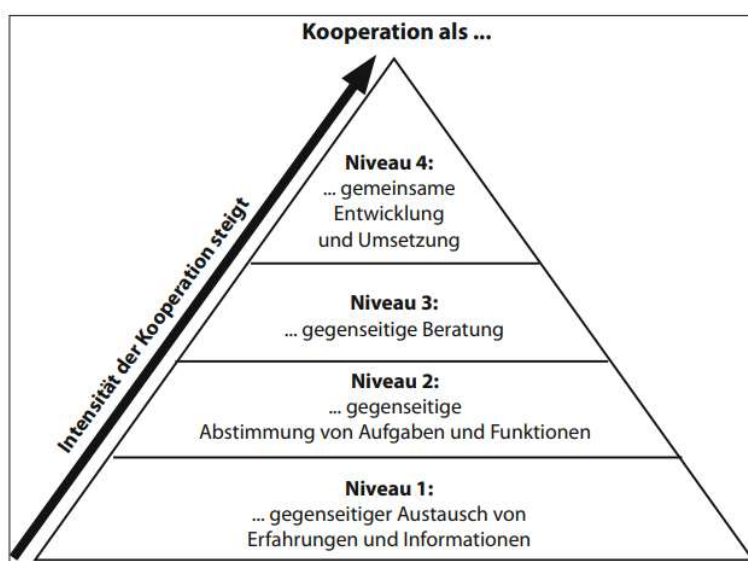 Kooperation als ...
Intensität der Kooperation steigt
Niveau 4:
... gemeinsame
Entwicklung
und Umsetzung
Niveau 3:
... gegenseitige Beratung
Niveau 2:
... gegenseitige
Abstimmung von Aufgaben und Funktionen
Niveau 1:
... gegenseitiger Austausch von
Erfahrungen und Informationen